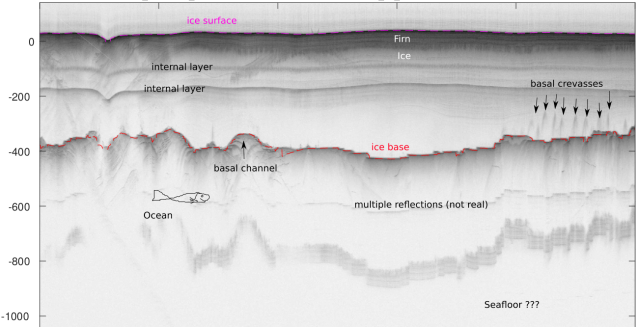 ice surface
0
Firn
Ice
internal layer
internal layer
basal crevasses
-200
-400
ice base
basal channel
-600
multiple reflections (not real)
Ocean
-800
Seafloor ???
-1000